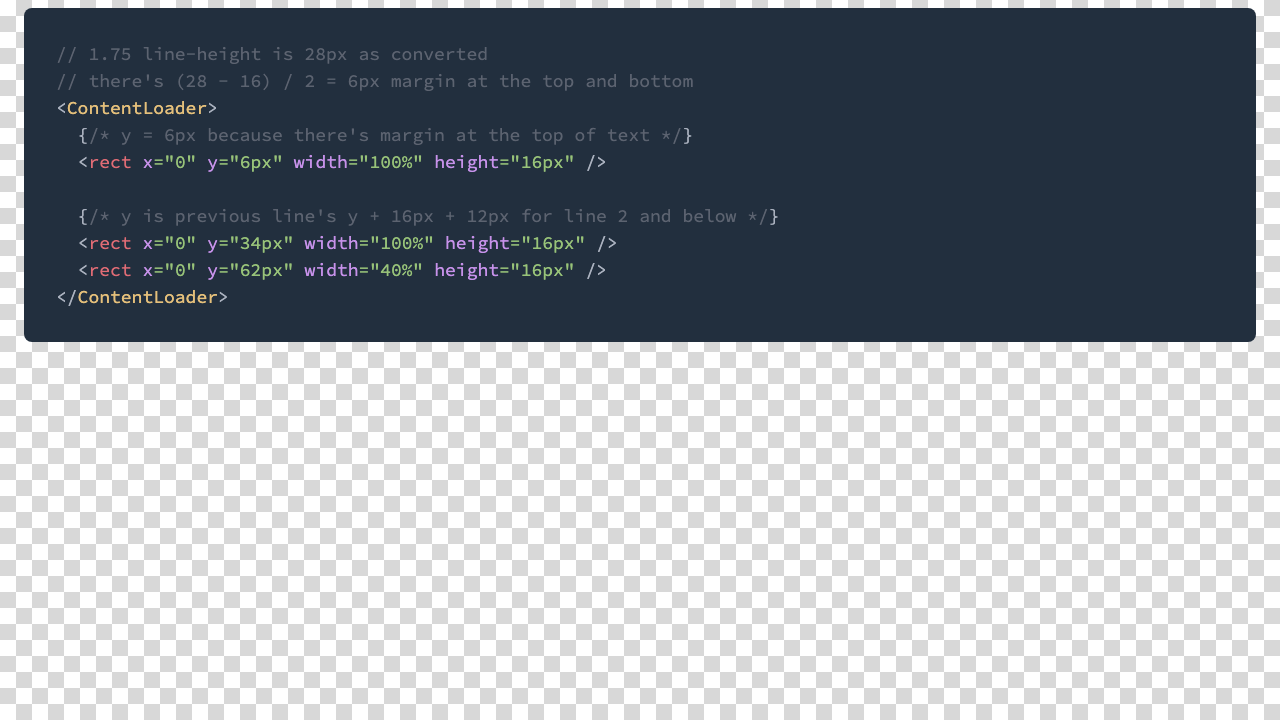 // 1.75 line-height is 28px as converted
// there's (28 - 16) / 2 = 6px margin at the top and bottom
<ContentLoader>
  {/* y = 6px because there's margin at the top of text */}
  <rect x="0" y="6px" width="100%" height="16px" />

  {/* y is previous line's y + 16px + 12px for line 2 and below */}
  <rect x="0" y="34px" width="100%" height="16px" />
  <rect x="0" y="62px" width="40%" height="16px" />
</ContentLoader>